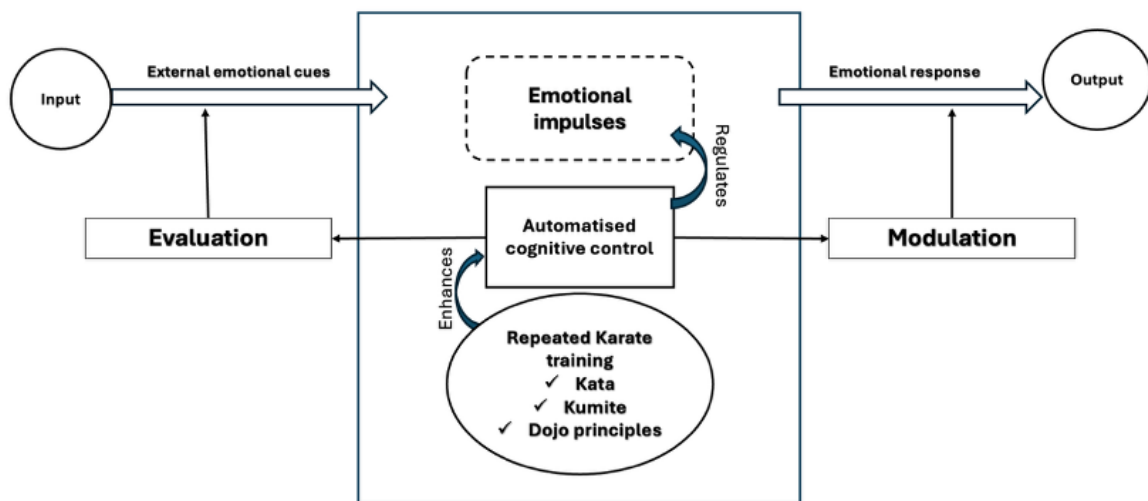 Input
External emotional cues
Emotional
impulses
Emotional response
Output
Regulates
Evaluation
Automatised
cognitive control
Modulation
Enhances
Repeated Karate
training
✓ Kata
✓ Kumite
✓ Dojo principles